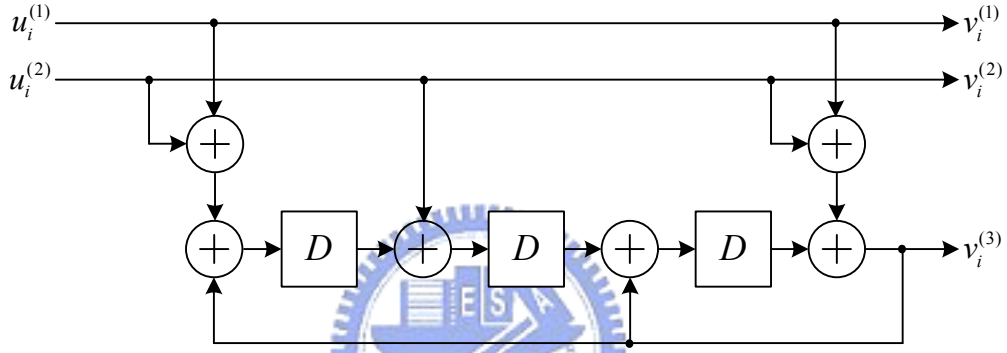 u_i^{(1)} v_i^{(1)}
u_i^{(2)} v_i^{(2)}
+ +
+ D + D + D + v_i^{(3)}
E S A